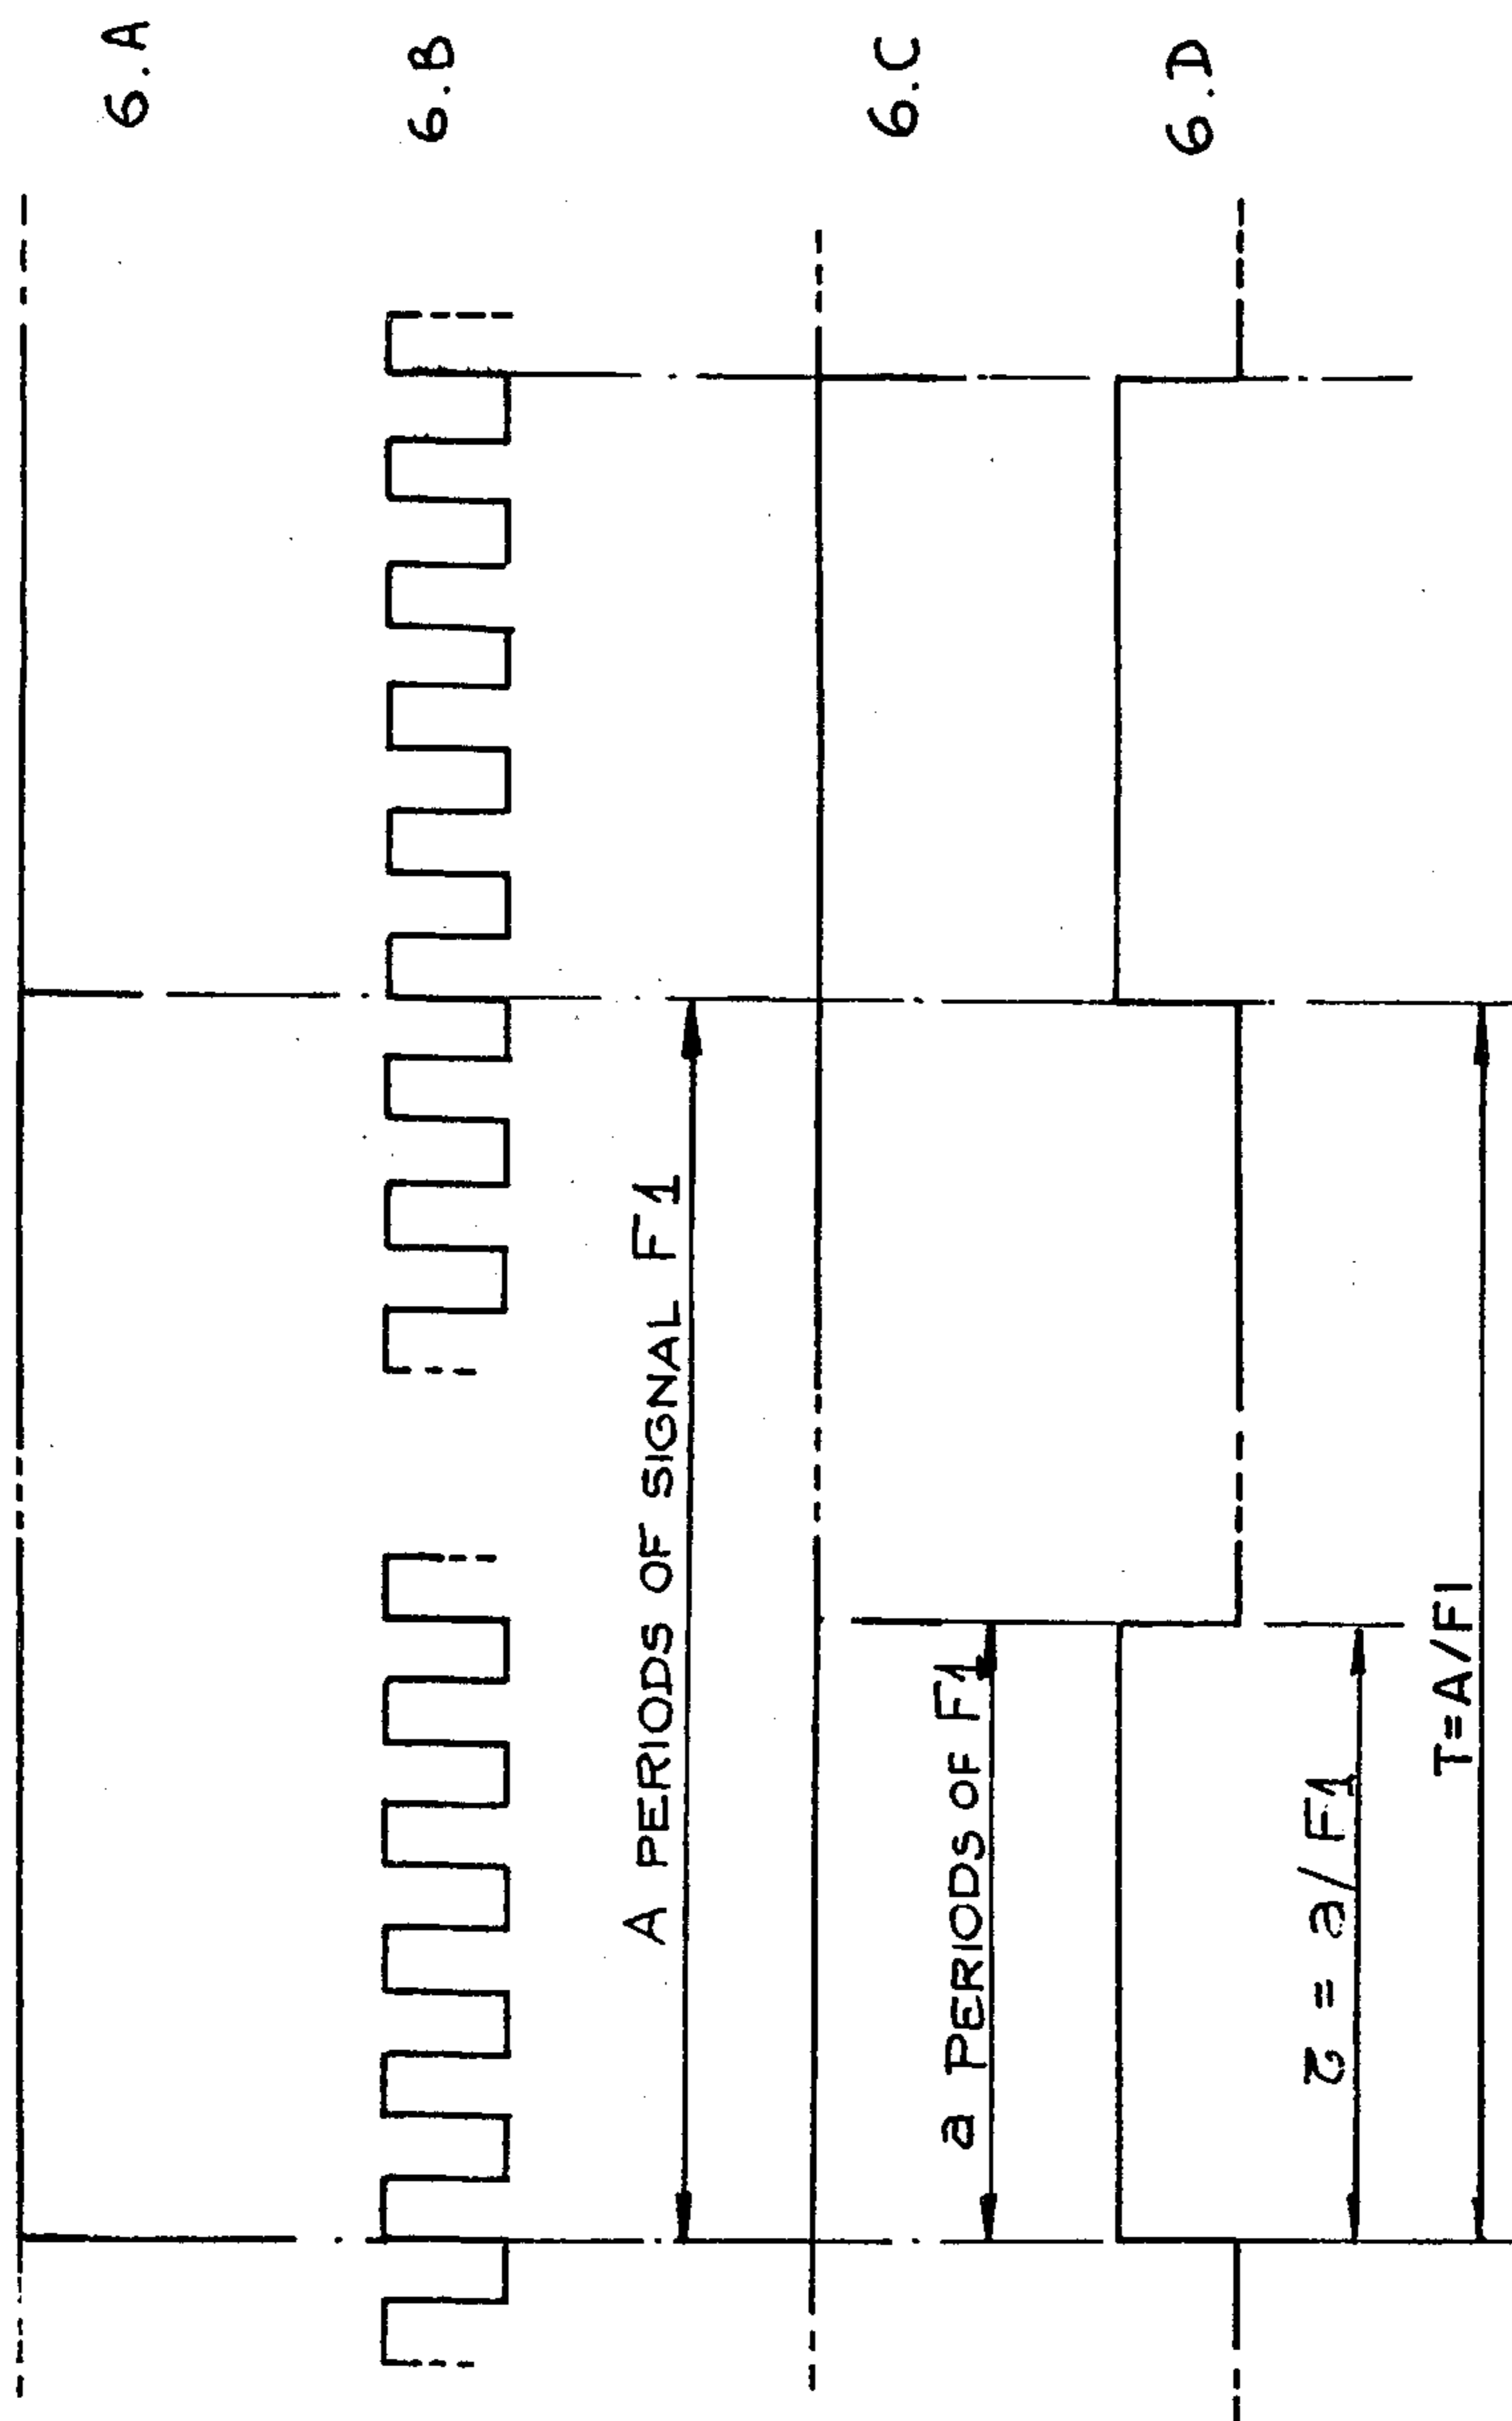 6.A
6.B
A PERIODS OF SIGNAL F1
6.C
a PERIODS OF F1
6.D
τ = a/F1
T=A/F1